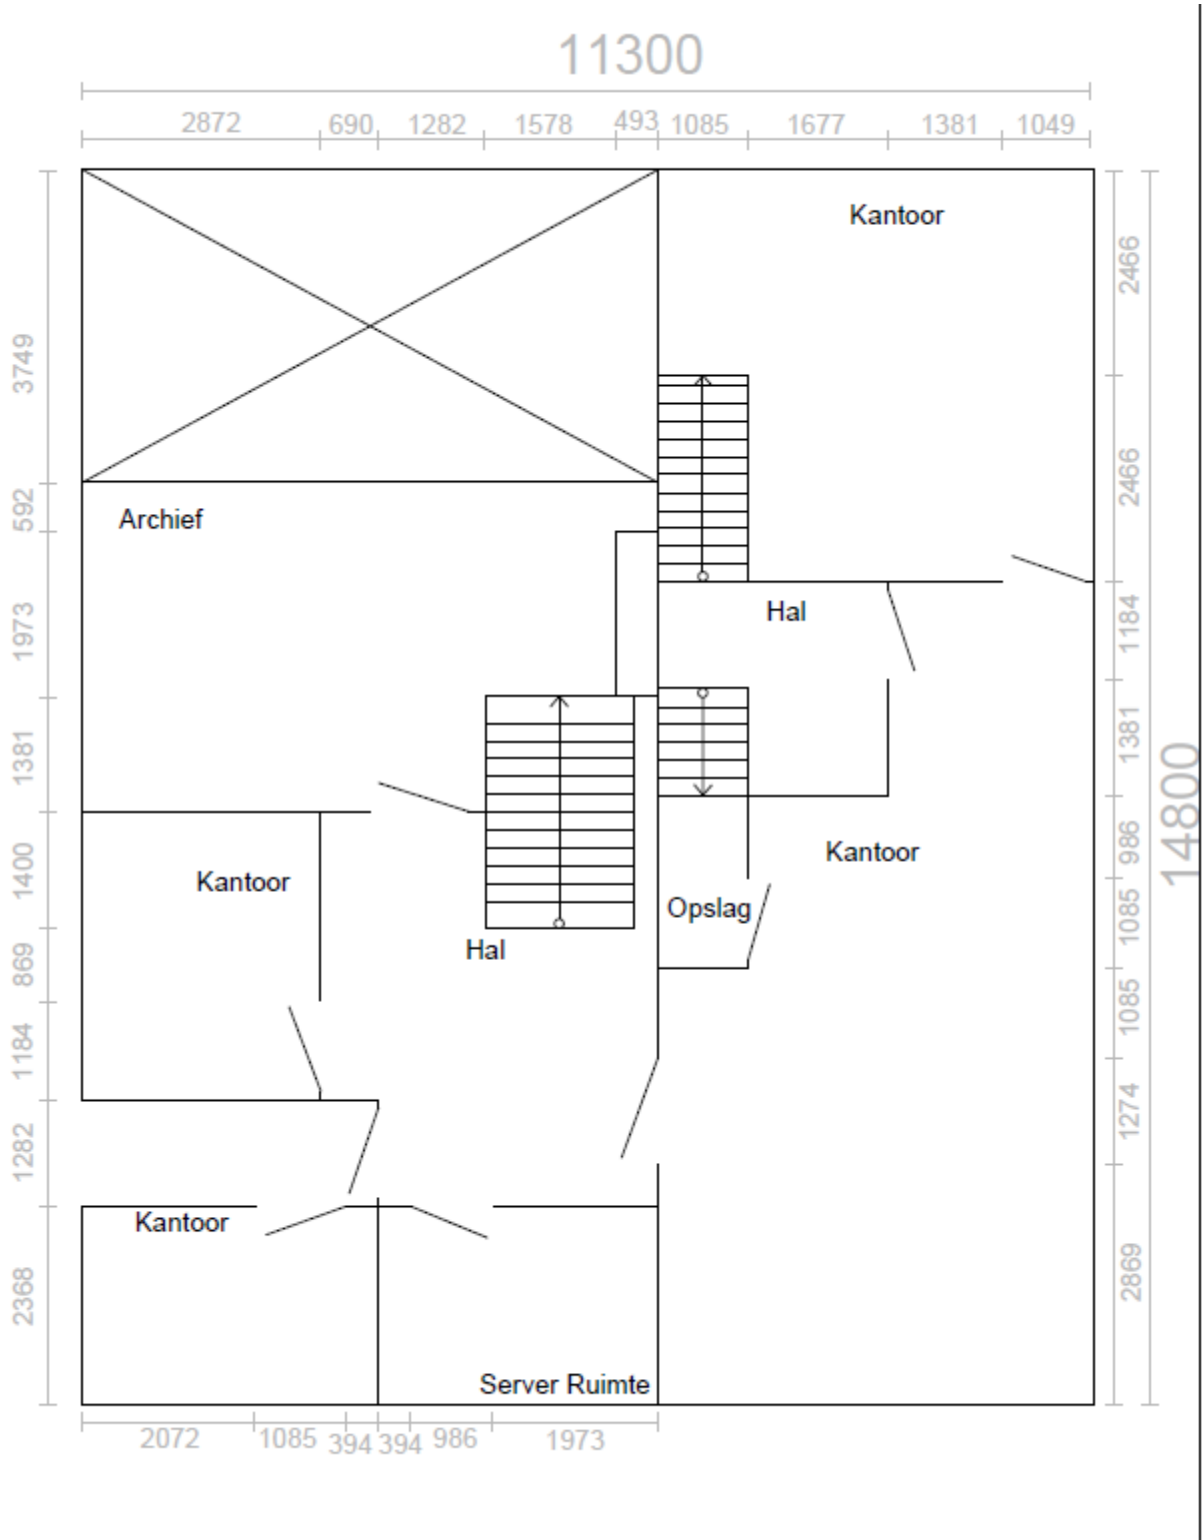 11300
2872 690 1282 1578 493 1085 1677 1381 1049
Kantoor
2466
3749
Archief
592
2466
Hal
1973
1184
1381
1381
14800
Kantoor
986
Kantoor
1400
Opslag
1085
Hal
869
1085
1184
1274
1282
Kantoor
2869
2368
Server Ruimte
2072 1085 394 394 986 1973